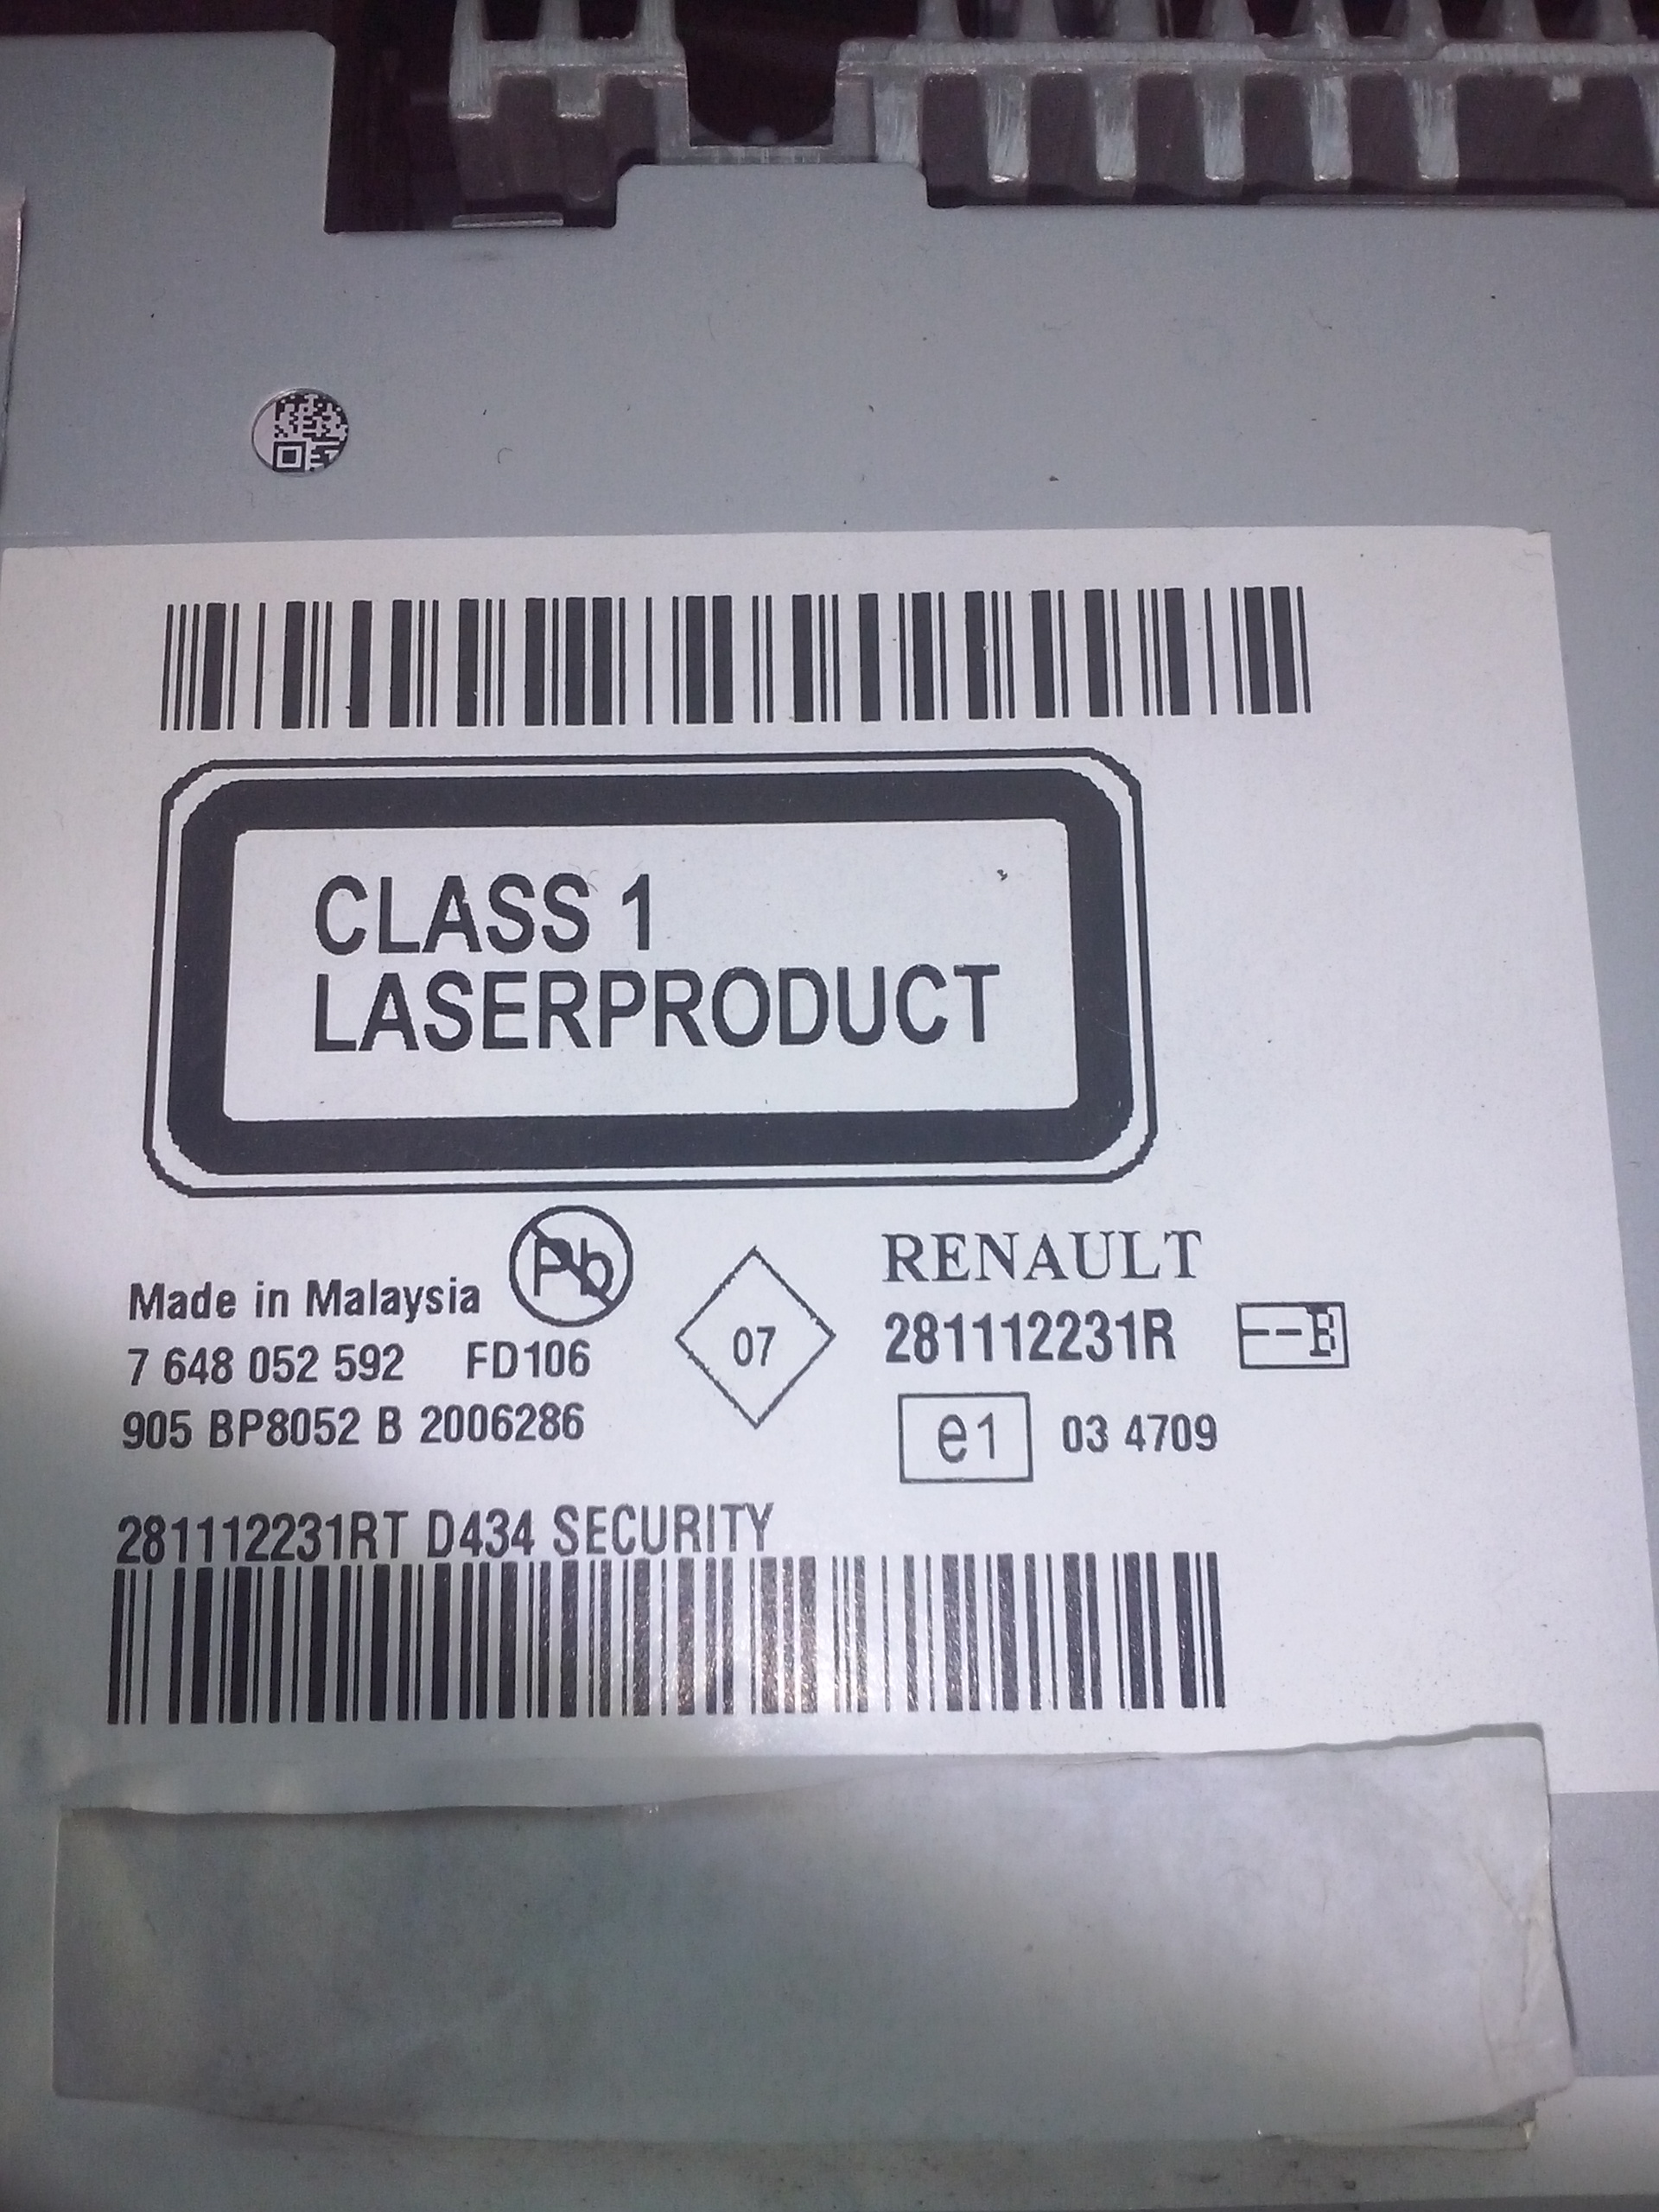 CLASS 1
LASERPRODUCT
Made in Malaysia Pb
7 648 052 592 FD106
905 BP8052 B 2006286
07
RENAULT
281112231R --E
e1 03 4709
281112231RT D434 SECURITY